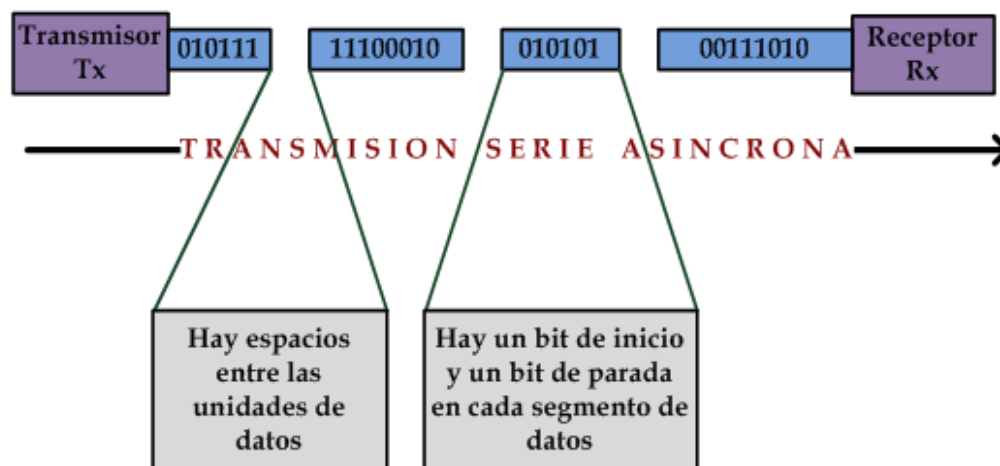 Transmisor
Tx
010111
11100010
010101
00111010
Receptor
Rx
TRANSMISION SERIE ASINCRONA
Hay espacios
entre las
unidades de
datos
Hay un bit de inicio
y un bit de parada
en cada segmento de
datos